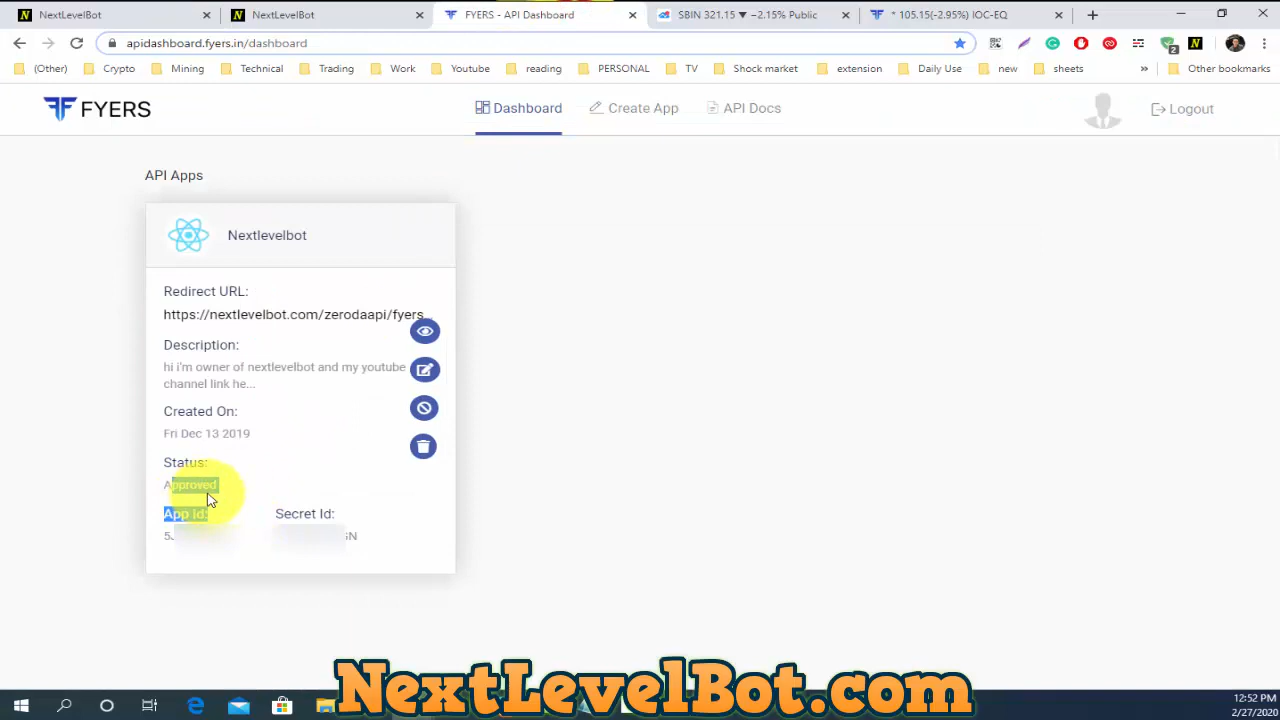 NextLevelBot
NextLevelBot
FYERS - API Dashboard
SBIN 321.15 ▼ −2.15% Public
* 105.15(-2.95%) IOC-EQ
apidashboard.fyers.in/dashboard
2
(Other)
Crypto
Mining
Technical
Trading
Work
Youtube
reading
PERSONAL
TV
Shock market
extension
Daily Use
new
sheets
»
Other bookmarks
FYERS
Dashboard
Create App
API Docs
Logout
API Apps
Nextlevelbot
Redirect URL:
https://nextlevelbot.com/zerodaapi/fyers...
Description:
hi i'm owner of nextlevelbot and my youtube
channel link he...
Created On:
Fri Dec 13 2019
Status:
Approved
App Id:
Secret Id:
NextLevelBot.com
12:52 PM
2/27/2020